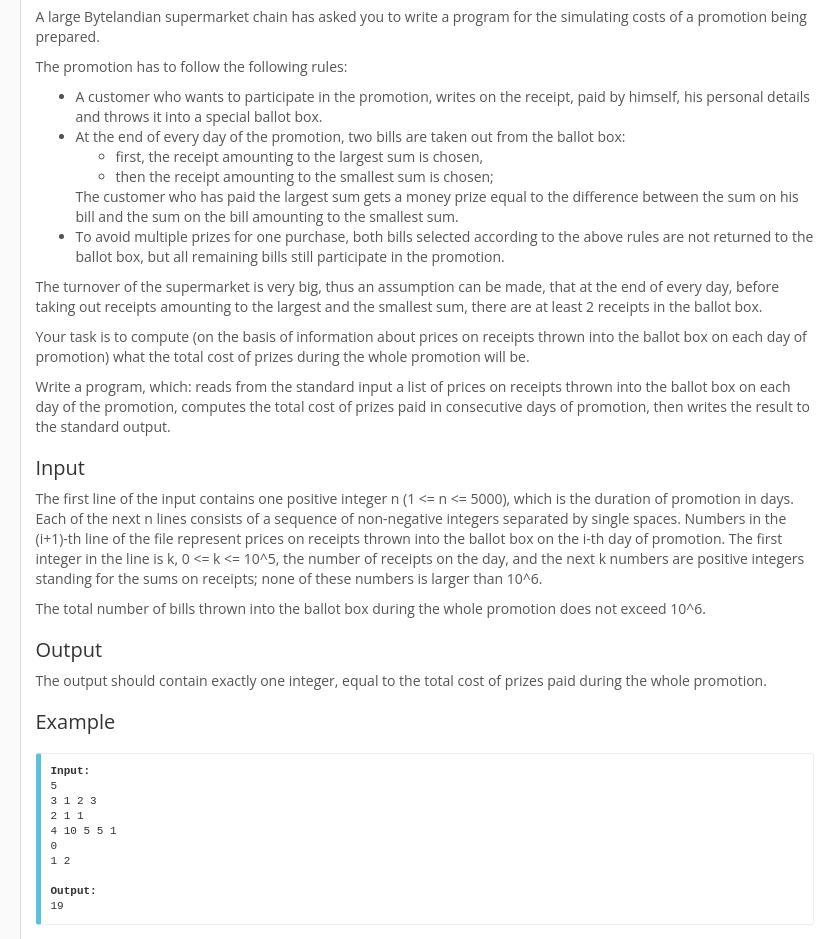 A large Bytelandian supermarket chain has asked you to write a program for the simulating costs of a promotion being
prepared.
The promotion has to follow the following rules:
• A customer who wants to participate in the promotion, writes on the receipt, paid by himself, his personal details
and throws it into a special ballot box.
• At the end of every day of the promotion, two bills are taken out from the ballot box:
◦ first, the receipt amounting to the largest sum is chosen,
◦ then the receipt amounting to the smallest sum is chosen;
The customer who has paid the largest sum gets a money prize equal to the difference between the sum on his
bill and the sum on the bill amounting to the smallest sum.
• To avoid multiple prizes for one purchase, both bills selected according to the above rules are not returned to the
ballot box, but all remaining bills still participate in the promotion.
The turnover of the supermarket is very big, thus an assumption can be made, that at the end of every day, before
taking out receipts amounting to the largest and the smallest sum, there are at least 2 receipts in the ballot box.
Your task is to compute (on the basis of information about prices on receipts thrown into the ballot box on each day of
promotion) what the total cost of prizes during the whole promotion will be.
Write a program, which: reads from the standard input a list of prices on receipts thrown into the ballot box on each
day of the promotion, computes the total cost of prizes paid in consecutive days of promotion, then writes the result to
the standard output.
Input
The first line of the input contains one positive integer n (1 <= n <= 5000), which is the duration of promotion in days.
Each of the next n lines consists of a sequence of non-negative integers separated by single spaces. Numbers in the
(i+1)-th line of the file represent prices on receipts thrown into the ballot box on the i-th day of promotion. The first
integer in the line is k, 0 <= k <= 10^5, the number of receipts on the day, and the next k numbers are positive integers
standing for the sums on receipts; none of these numbers is larger than 10^6.
The total number of bills thrown into the ballot box during the whole promotion does not exceed 10^6.
Output
The output should contain exactly one integer, equal to the total cost of prizes paid during the whole promotion.
Example
Input:
5
3 1 2 3
2 1 1
4 10 5 5 1
0
1 2
Output:
19